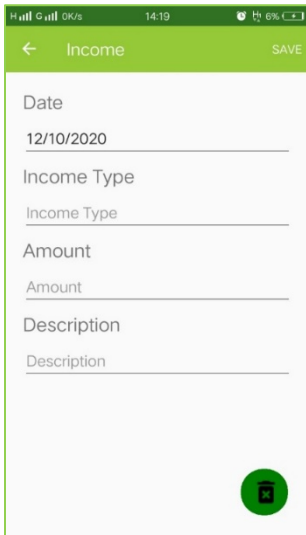 H G 0K/s 14:19 6%
Income SAVE
Date
12/10/2020
Income Type
Income Type
Amount
Amount
Description
Description